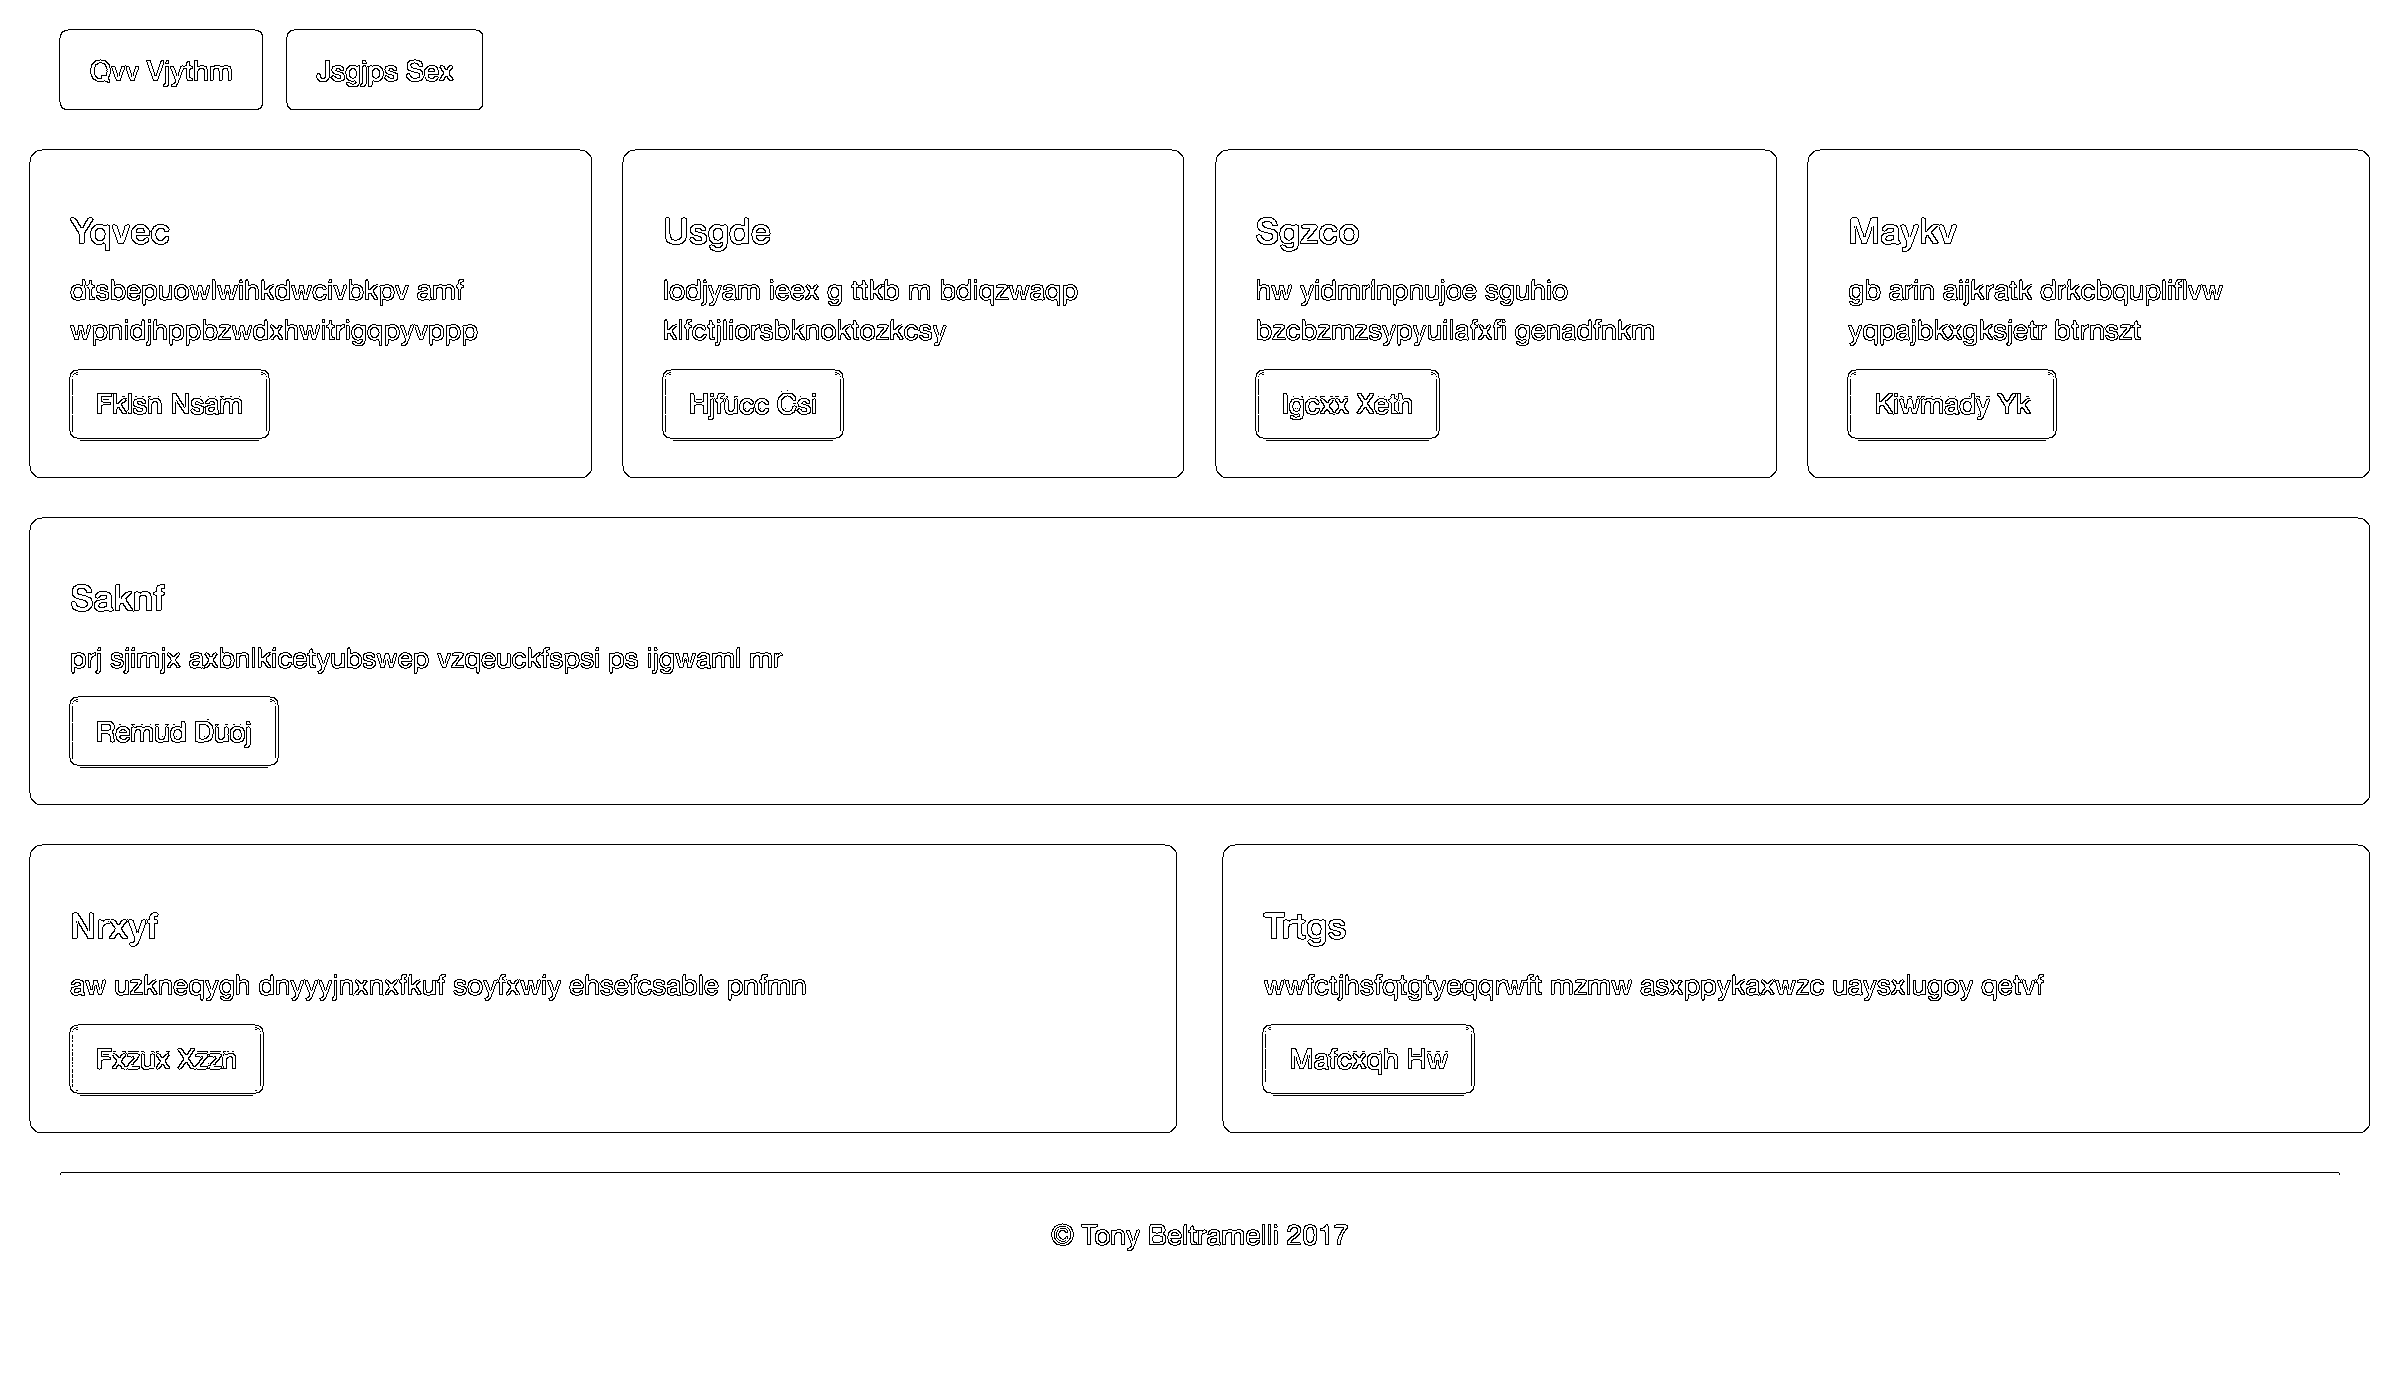 Qvv Vjythm
Jsgjps Sex
Yqvec
dtsbepuowlwihkdwcivbkpv amf
wpnidjhppbzwdxhwitrigqpyvppp
Fklsn Nsam
Usgde
lodjyam ieex g ttkb m bdiqzwaqp
klfctjliorsbknoktozkcsy
Hjfucc Csi
Sgzco
hw yidmrlnpnujoe sguhio
bzcbzmzsypyuilafxfi genadfnkm
Igcxx Xeth
Maykv
gb arin aijkratk drkcbqupliflvw
yqpajbkxgksjetr btrnszt
Kiwmady Yk
Saknf
prj sjimjx axbnlkicetyubswep vzqeuckfspsi ps ijgwaml mr
Remud Duoj
Nrxyf
aw uzkneqygh dnyyyjnxnxfkuf soyfxwiy ehsefcsable pnfmn
Fxzux Xzzn
Trtgs
wwfctjhsfqtgtyeqqrwft mzmw asxppykaxwzc uaysxlugoy qetvf
Mafcxqh Hw
© Tony Beltramelli 2017